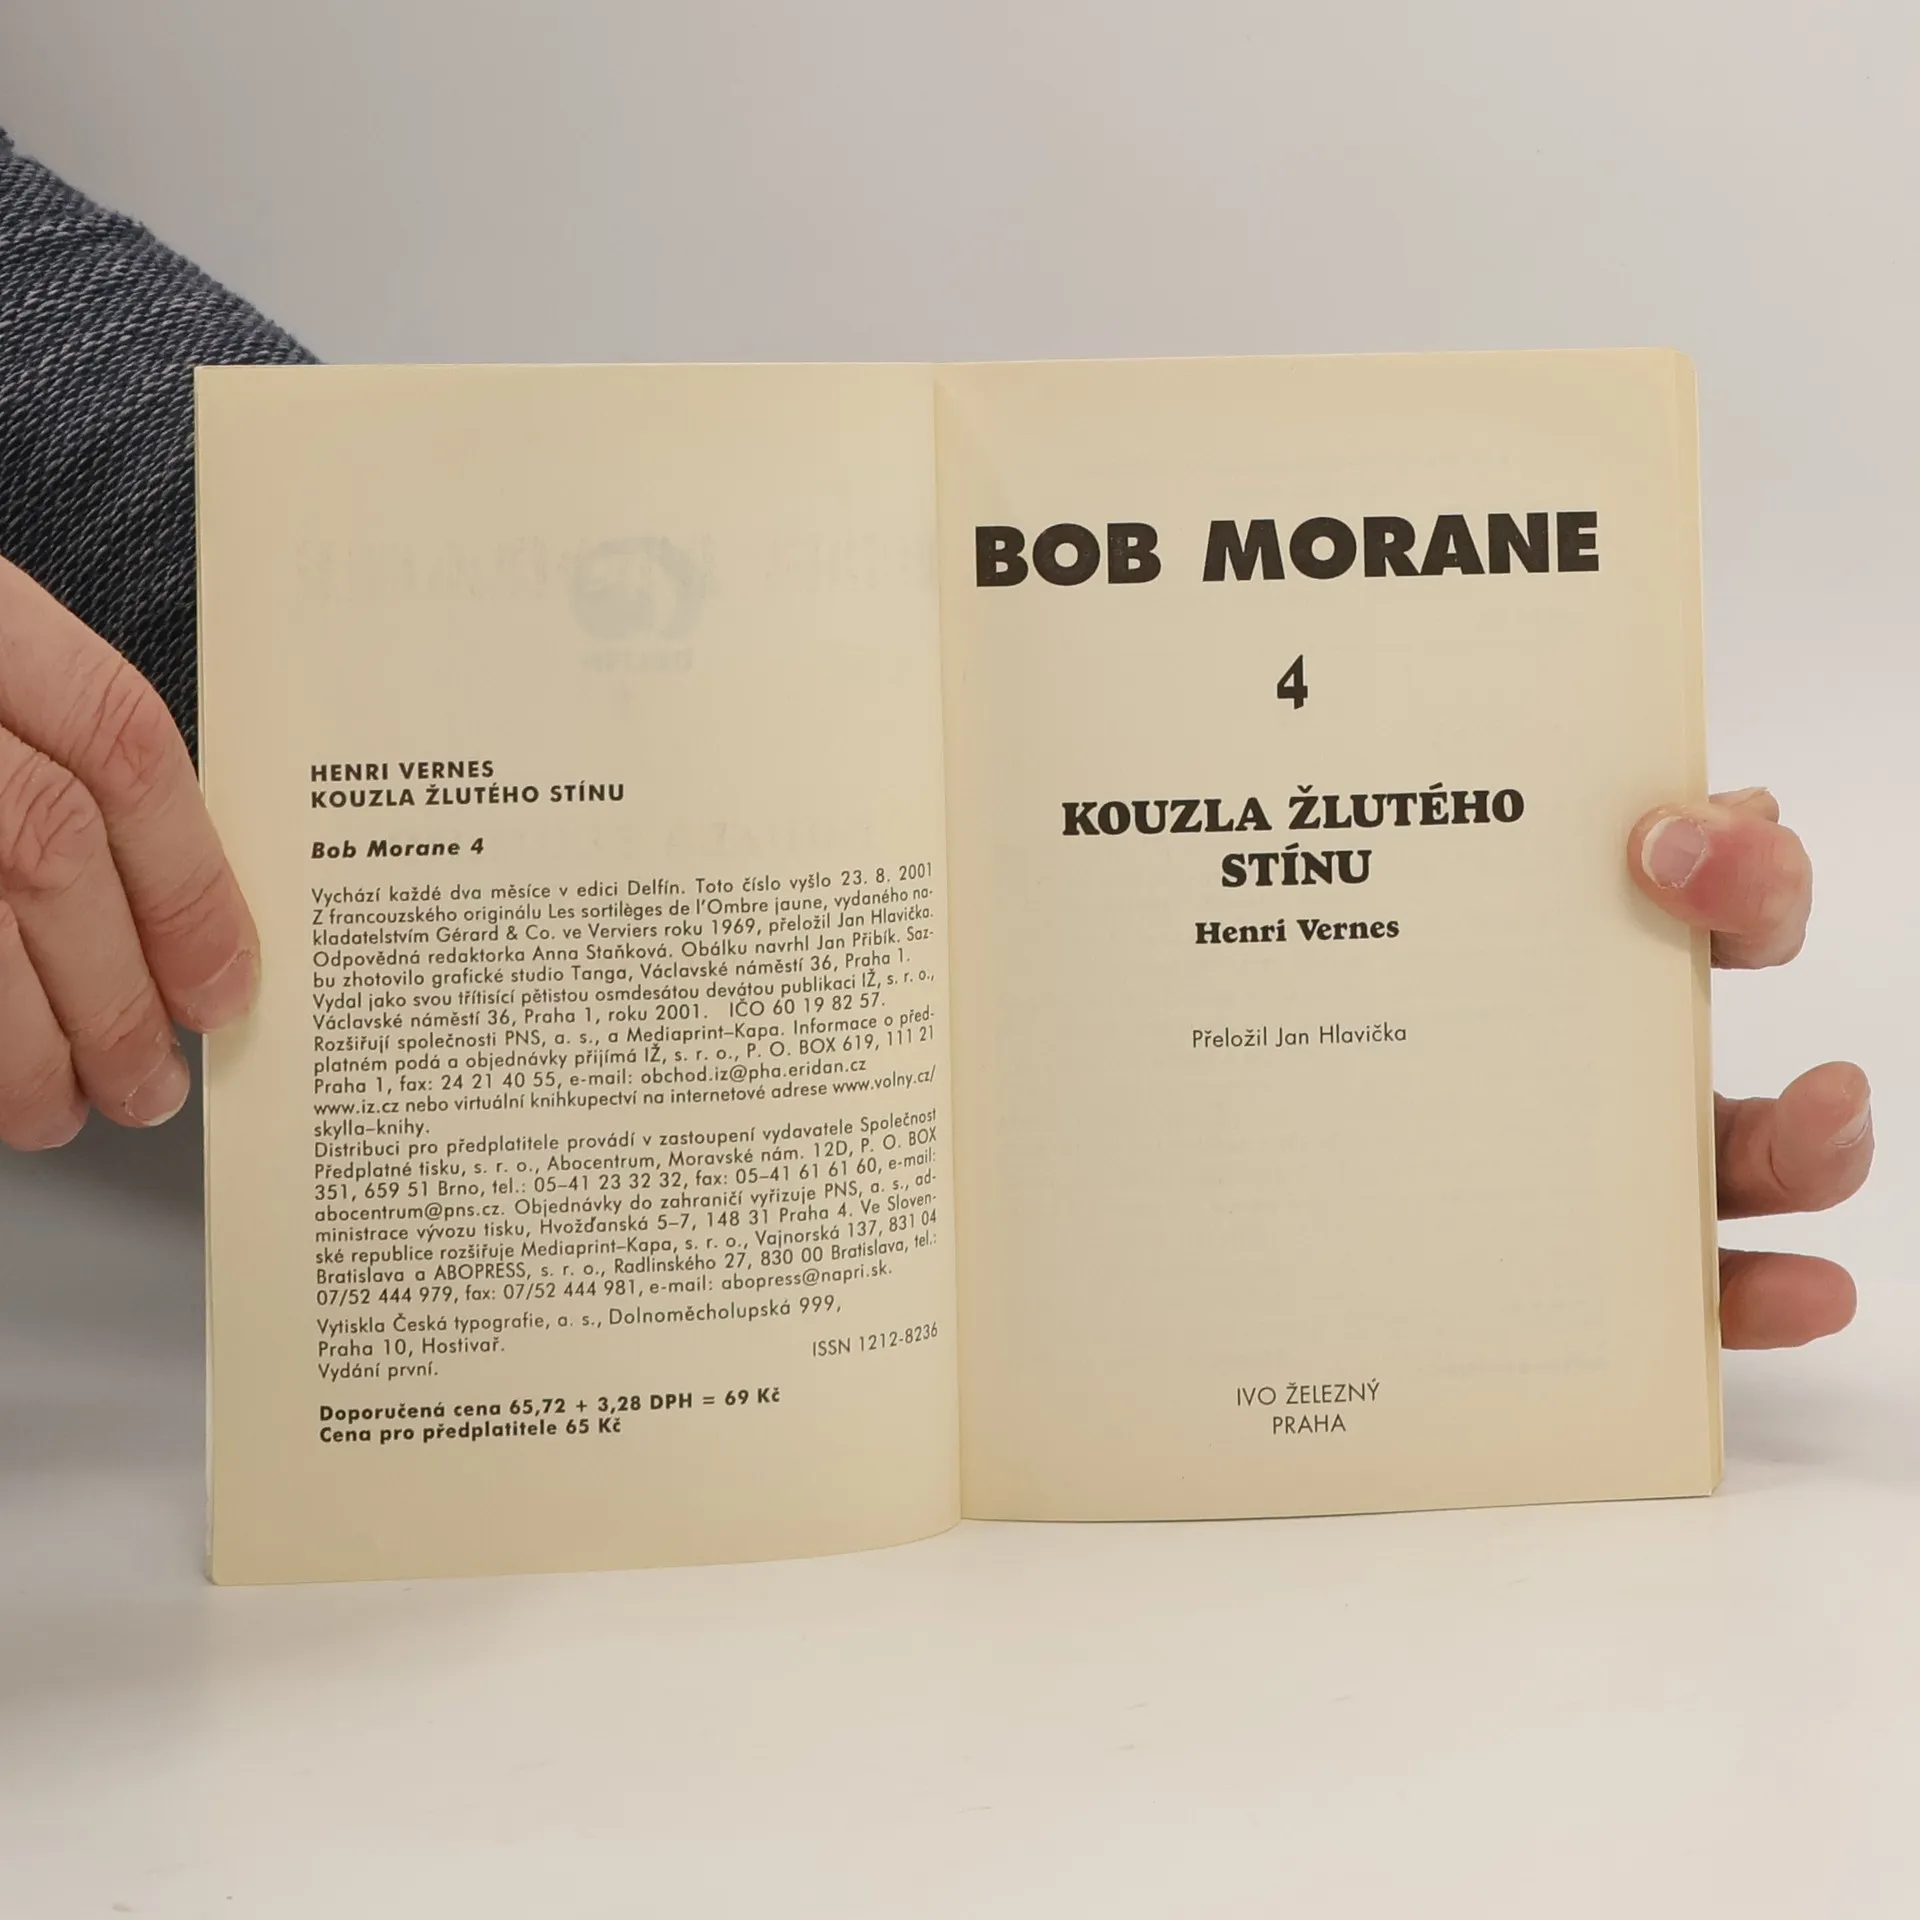 HENRI VERNES
KOUZLA ŽLUTÉHO STÍNU
Bob Morane 4
Vychází každé dva měsíce v edici Delfín. Toto číslo vyšlo 23. 8. 2001
Z francouzského originálu Les sortilèges de l'Ombre jaune, vydaného na-
kladatelstvím Gérard & Co. ve Verviers roku 1969, přeložil Jan Hlavička.
Odpovědná redaktorka Anna Staňková. Obálku navrhl Jan Přibík. Saz-
bu zhotovilo grafické studio Tanga, Václavské náměstí 36, Praha 1.
Vydal jako svou třítisící pětistou osmdesátou devátou publikaci IŽ, s. r. o.,
Václavské náměstí 36, Praha 1, roku 2001. IČO 60 19 82 57.
Rozšiřují společnosti PNS, a. s., a Mediaprint–Kapa. Informace o před-
platném podá a objednávky přijímá IŽ, s. r. o., P. O. BOX 619, 111 21
Praha 1, fax: 24 21 40 55, e-mail: obchod.iz@pha.eridan.cz
www.iz.cz nebo virtuální knihkupectví na internetové adrese www.volny.cz/
skylla–knihy.
Distribuci pro předplatitele provádí v zastoupení vydavatele Společnost
Předplatné tisku, s. r. o., Abocentrum, Moravské nám. 12D, P. O. BOX
351, 659 51 Brno, tel.: 05–41 23 32 32, fax: 05–41 61 61 60, e-mail:
abocentrum@pns.cz. Objednávky do zahraničí vyřizuje PNS, a. s., ad-
ministrace vývozu tisku, Hvožďanská 5–7, 148 31 Praha 4. Ve Sloven-
ské republice rozšiřuje Mediaprint–Kapa, s. r. o., Vajnorská 137, 831 04
Bratislava a ABOPRESS, s. r. o., Radlinského 27, 830 00 Bratislava, tel.:
07/52 444 979, fax: 07/52 444 981, e-mail: abopress@napri.sk.
Vytiskla Česká typografie, a. s., Dolnoměcholupská 999,
Praha 10, Hostivař.
ISSN 1212-8236
Vydání první.
Doporučená cena 65,72 + 3,28 DPH = 69 Kč
Cena pro předplatitele 65 Kč
BOB MORANE
4
KOUZLA ŽLUTÉHO
STÍNU
Henri Vernes
Přeložil Jan Hlavička
IVO ŽELEZNÝ
PRAHA